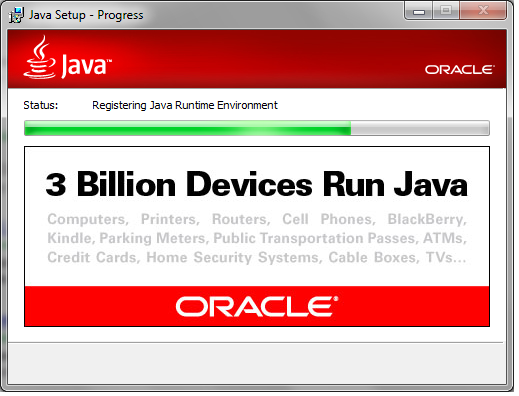 Java Setup - Progress
Java™
ORACLE®
Status: Registering Java Runtime Environment
3 Billion Devices Run Java
Computers, Printers, Routers, Cell Phones, BlackBerry,
Kindle, Parking Meters, Public Transportation Passes, ATMs,
Credit Cards, Home Security Systems, Cable Boxes, TVs...
ORACLE®